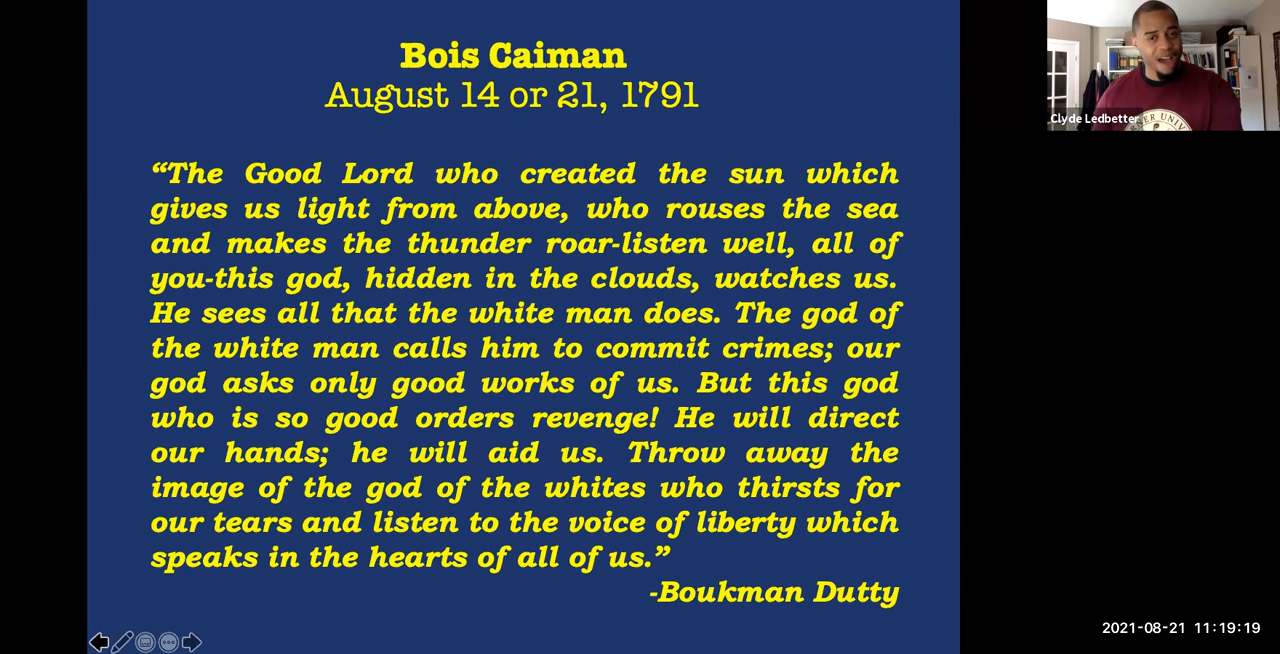 Bois Caiman
August 14 or 21, 1791
“The Good Lord who created the sun which
gives us light from above, who rouses the sea
and makes the thunder roar-listen well, all of
you-this god, hidden in the clouds, watches us.
He sees all that the white man does. The god of
the white man calls him to commit crimes; our
god asks only good works of us. But this god
who is so good orders revenge! He will direct
our hands; he will aid us. Throw away the
image of the god of the whites who thirsts for
our tears and listen to the voice of liberty which
speaks in the hearts of all of us.”
-Boukman Dutty
Clyde Ledbetter
2021-08-21 11:19:19